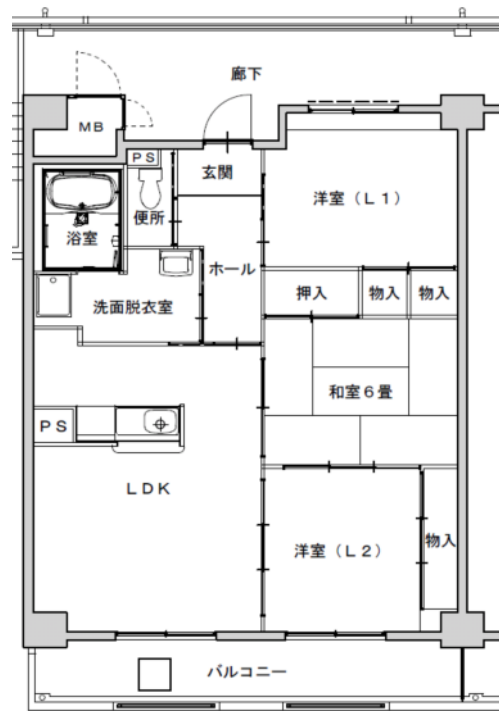 廊下
MB
PS
玄関
便所
洋室(L1)
浴室
ホール
洗面脱衣室
押入
物入
物入
和室6畳
PS
LDK
洋室(L2)
物入
バルコニー